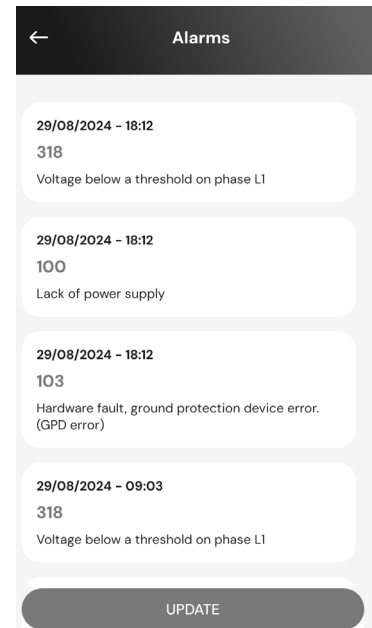 Alarms
29/08/2024 – 18:12
318
Voltage below a threshold on phase L1
29/08/2024 – 18:12
100
Lack of power supply
29/08/2024 – 18:12
103
Hardware fault, ground protection device error.
(GPD error)
29/08/2024 – 09:03
318
Voltage below a threshold on phase L1
UPDATE